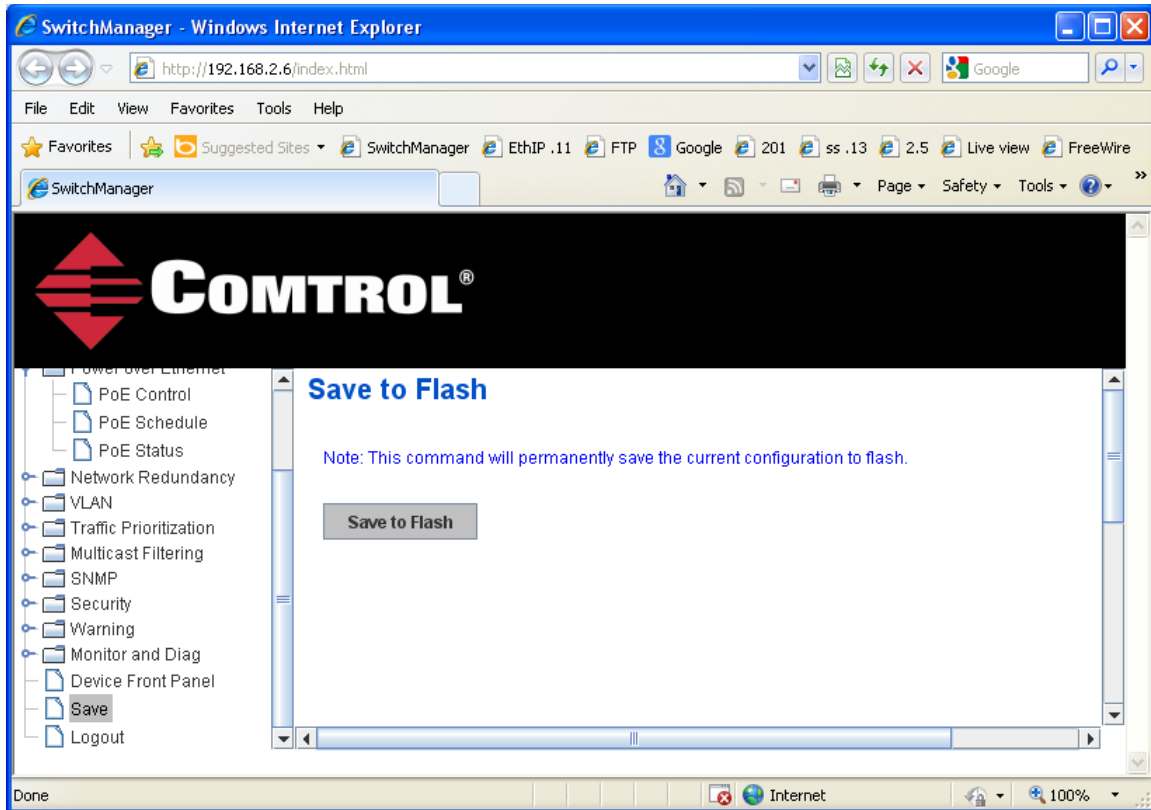 SwitchManager - Windows Internet Explorer
http://192.168.2.6/index.html
Google
File Edit View Favorites Tools Help
Favorites Suggested Sites SwitchManager EthIP .11 FTP Google 201 ss .13 2.5 Live view FreeWire
SwitchManager
Page Safety Tools »
COMTROL®
Power over Ethernet
PoE Control
PoE Schedule
PoE Status
Network Redundancy
VLAN
Traffic Prioritization
Multicast Filtering
SNMP
Security
Warning
Monitor and Diag
Device Front Panel
Save
Logout
Save to Flash
Note: This command will permanently save the current configuration to flash.
Save to Flash
Done
Internet
100%